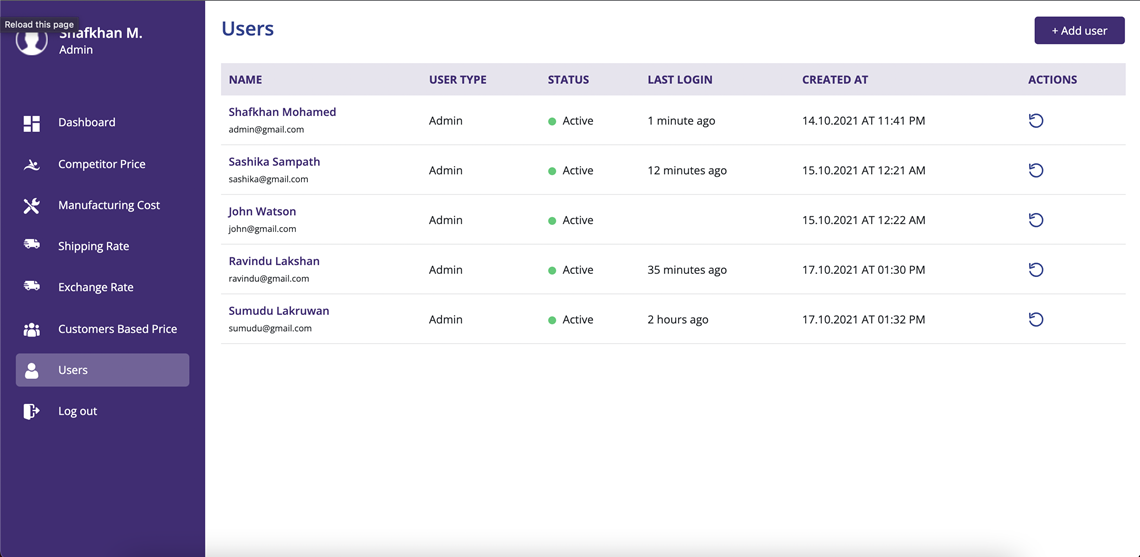 Reload this page
Shafkhan M.
Admin
Dashboard
Competitor Price
Manufacturing Cost
Shipping Rate
Exchange Rate
Customers Based Price
Users
Log out
Users
+ Add user
NAME USER TYPE STATUS LAST LOGIN CREATED AT ACTIONS
Shafkhan Mohamed
admin@gmail.com
Admin Active 1 minute ago 14.10.2021 AT 11:41 PM
Sashika Sampath
sashika@gmail.com
Admin Active 12 minutes ago 15.10.2021 AT 12:21 AM
John Watson
john@gmail.com
Admin Active 15.10.2021 AT 12:22 AM
Ravindu Lakshan
ravindu@gmail.com
Admin Active 35 minutes ago 17.10.2021 AT 01:30 PM
Sumudu Lakruwan
sumudu@gmail.com
Admin Active 2 hours ago 17.10.2021 AT 01:32 PM